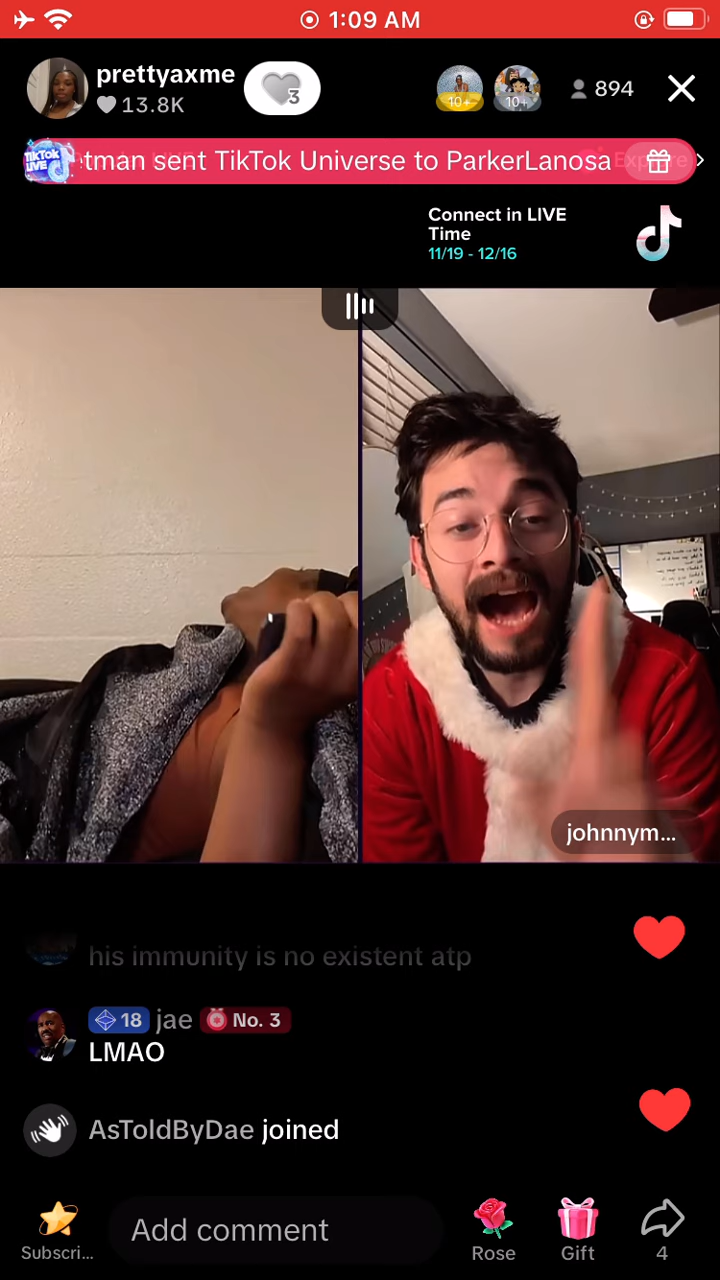 1:09 AM
prettyaxme
13.8K
3
10+
10+
894
TikTok
LIVE
tman sent TikTok Universe to ParkerLanosa
Explore
Connect in LIVE
Time
11/19 - 12/16
johnnym...
his immunity is no existent atp
18 jae No. 3
LMAO
AsToldByDae joined
Subscri...
Add comment
Rose
Gift
4